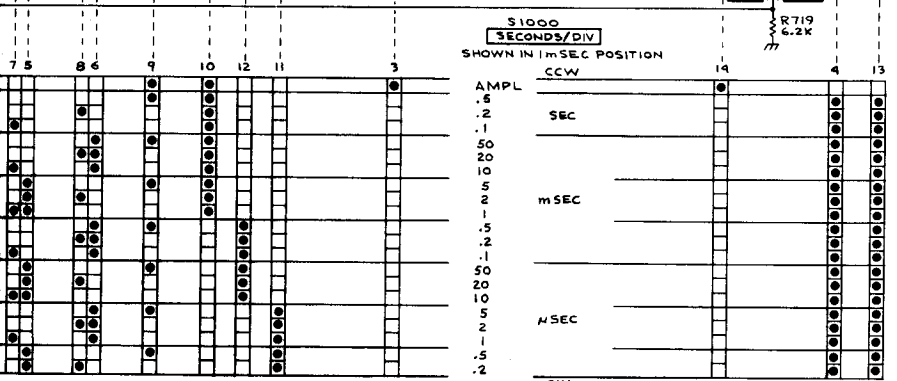 S1000
R719
6.2K
SECONDS/DIV
SHOWN IN 1mSEC POSITION
7 5 8 6 9 10 12 11 3 CCW 14 4 13
AMPL
.5
.2 SEC
.1
50
20
10
5
2 mSEC
1
.5
.2
.1
50
20
10
5
2 μSEC
1
.5
.2